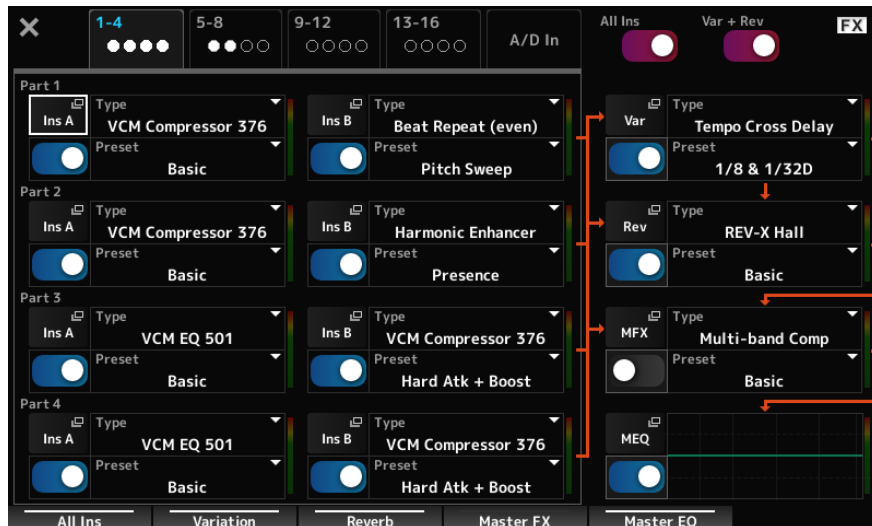 × 1-4 5-8 9-12 13-16 A/D In All Ins Var + Rev FX
Part 1
Ins A Type VCM Compressor 376 Ins B Type Beat Repeat (even) Var Type Tempo Cross Delay
Preset Basic Preset Pitch Sweep Preset 1/8 & 1/32D
Part 2
Ins A Type VCM Compressor 376 Ins B Type Harmonic Enhancer Rev Type REV-X Hall
Preset Basic Preset Presence Preset Basic
Part 3
Ins A Type VCM EQ 501 Ins B Type VCM Compressor 376 MFX Type Multi-band Comp
Preset Basic Preset Hard Atk + Boost Preset Basic
Part 4
Ins A Type VCM EQ 501 Ins B Type VCM Compressor 376 MEQ
Preset Basic Preset Hard Atk + Boost
All Ins Variation Reverb Master FX Master EQ